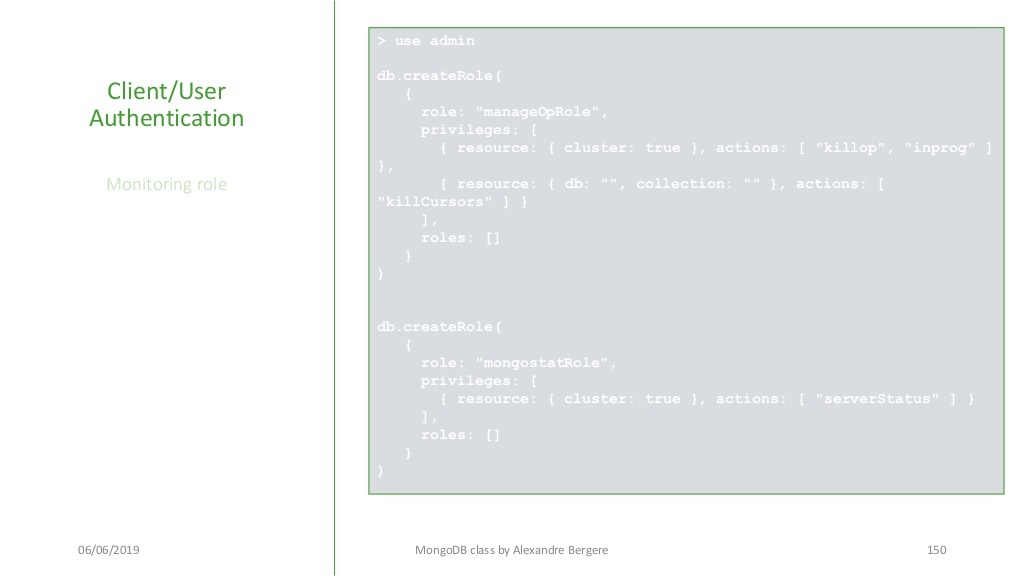 Client/User
Authentication
Monitoring role
> use admin
db.createRole(
{
role: "manageOpRole",
privileges: [
{ resource: { cluster: true }, actions: [ "killop", "inprog" ]
},
{ resource: { db: "", collection: "" }, actions: [
"killCursors" ] }
],
roles: []
}
)
db.createRole(
{
role: "mongostatRole",
privileges: [
{ resource: { cluster: true }, actions: [ "serverStatus" ] }
],
roles: []
}
)
06/06/2019
MongoDB class by Alexandre Bergere
150